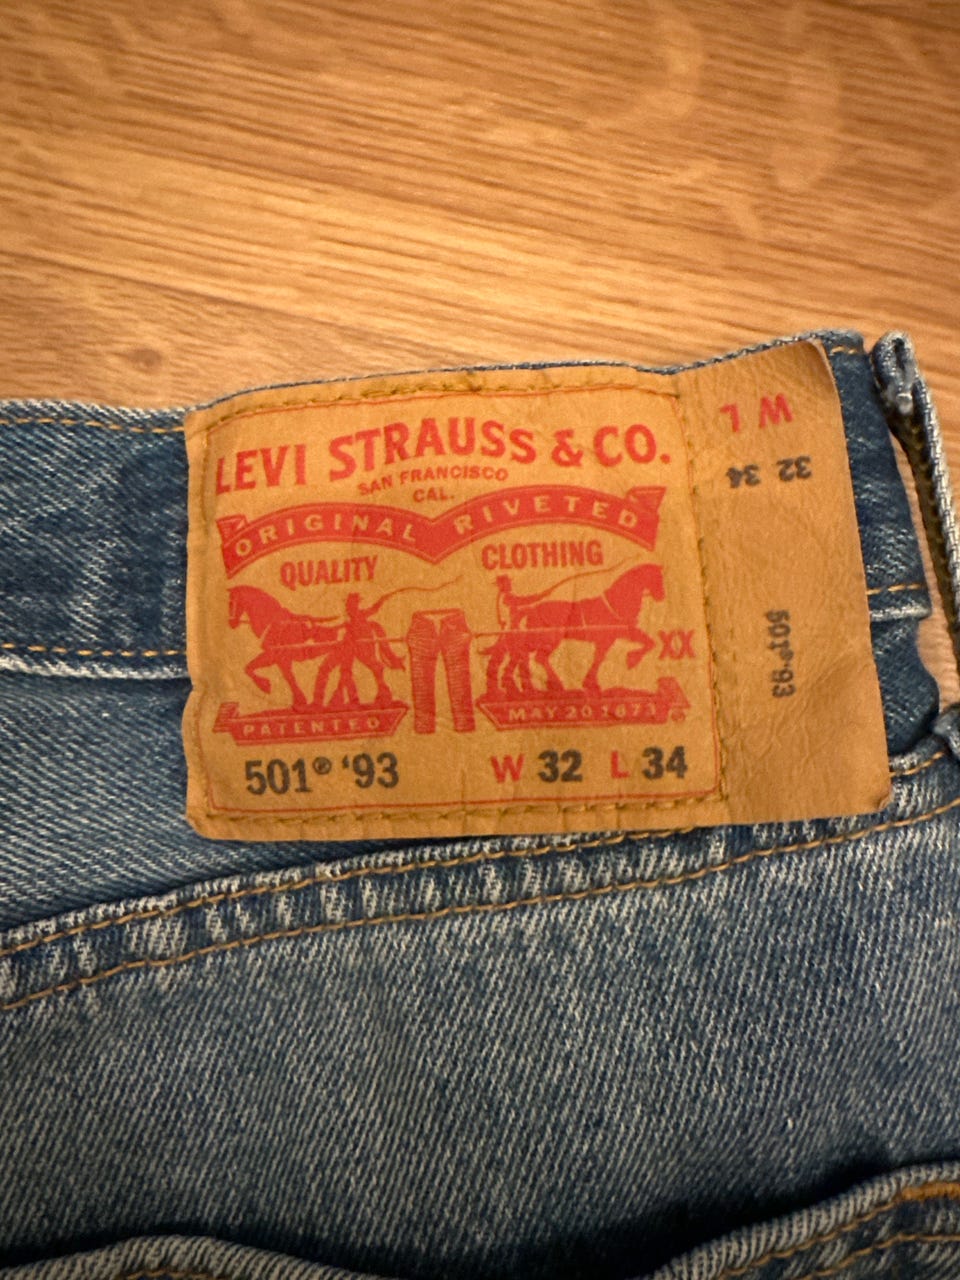 LEVI STRAUSS & CO.
SAN FRANCISCO
CAL.
ORIGINAL RIVETED
QUALITY CLOTHING
XX
PATENTED MAY 20 1873
501® '93 W 32 L 34
W L
32 34
501® '93